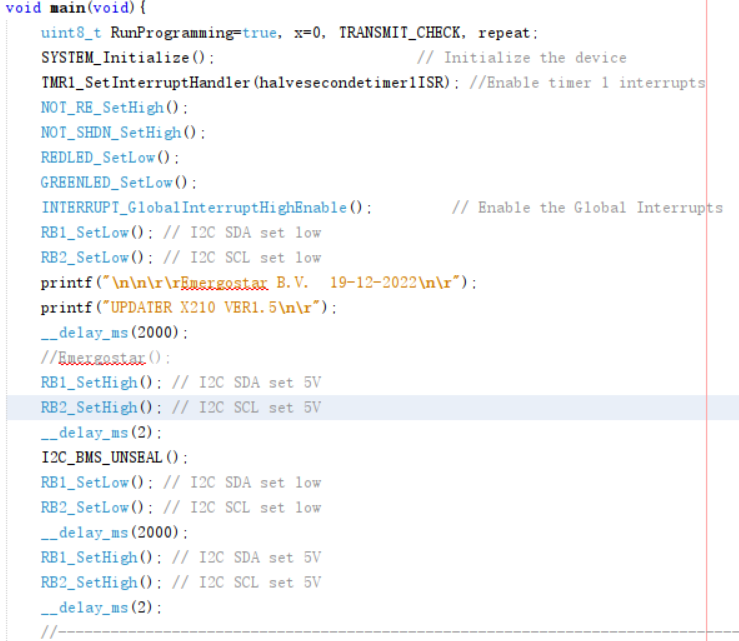 void main(void){
uint8_t RunProgramming=true, x=0, TRANSMIT_CHECK, repeat;
SYSTEM_Initialize(); // Initialize the device
TMR1_SetInterruptHandler(halvesecondetimer1ISR); //Enable timer 1 interrupts
NOT_RE_SetHigh();
NOT_SHDN_SetHigh();
REDLED_SetLow();
GREENLED_SetLow();
INTERRUPT_GlobalInterruptHighEnable(); // Enable the Global Interrupts
RB1_SetLow(); // I2C SDA set low
RB2_SetLow(); // I2C SCL set low
printf("\n\n\r\rEmergostar B.V.  19-12-2022\n\r");
printf("UPDATER X210 VER1.5\n\r");
__delay_ms(2000);
//Emergostar();
RB1_SetHigh(); // I2C SDA set 5V
RB2_SetHigh(); // I2C SCL set 5V
__delay_ms(2);
I2C_BMS_UNSEAL();
RB1_SetLow(); // I2C SDA set low
RB2_SetLow(); // I2C SCL set low
__delay_ms(2000);
RB1_SetHigh(); // I2C SDA set 5V
RB2_SetHigh(); // I2C SCL set 5V
__delay_ms(2);
//------------------------------------------------------------------------------